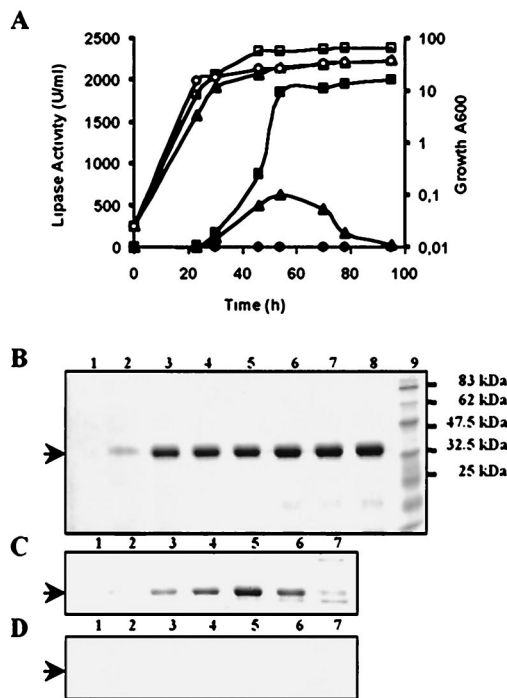 A
Lipase Activity (U/ml)
2500
2000
1500
1000
500
0
100
10
1
0,1
0,01
Growth A600
0 20 40 60 80 100
Time (h)
B
1 2 3 4 5 6 7 8 9
83 kDa
62 kDa
47.5 kDa
32.5 kDa
25 kDa
C
1 2 3 4 5 6 7
D
1 2 3 4 5 6 7